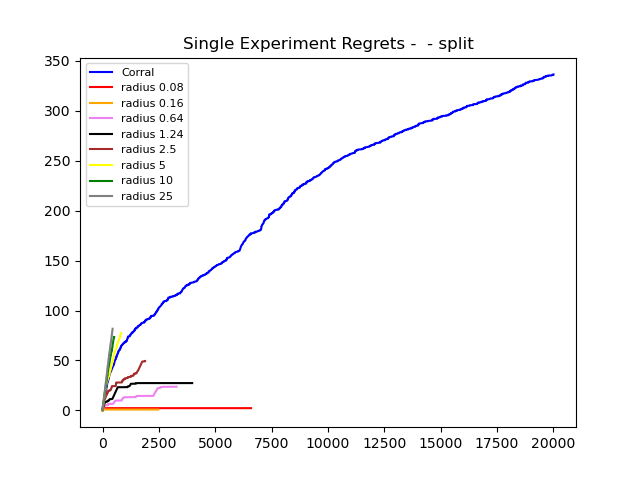 Single Experiment Regrets -  - split
350
300
250
200
150
100
50
0
Corral
radius 0.08
radius 0.16
radius 0.64
radius 1.24
radius 2.5
radius 5
radius 10
radius 25
0 2500 5000 7500 10000 12500 15000 17500 20000